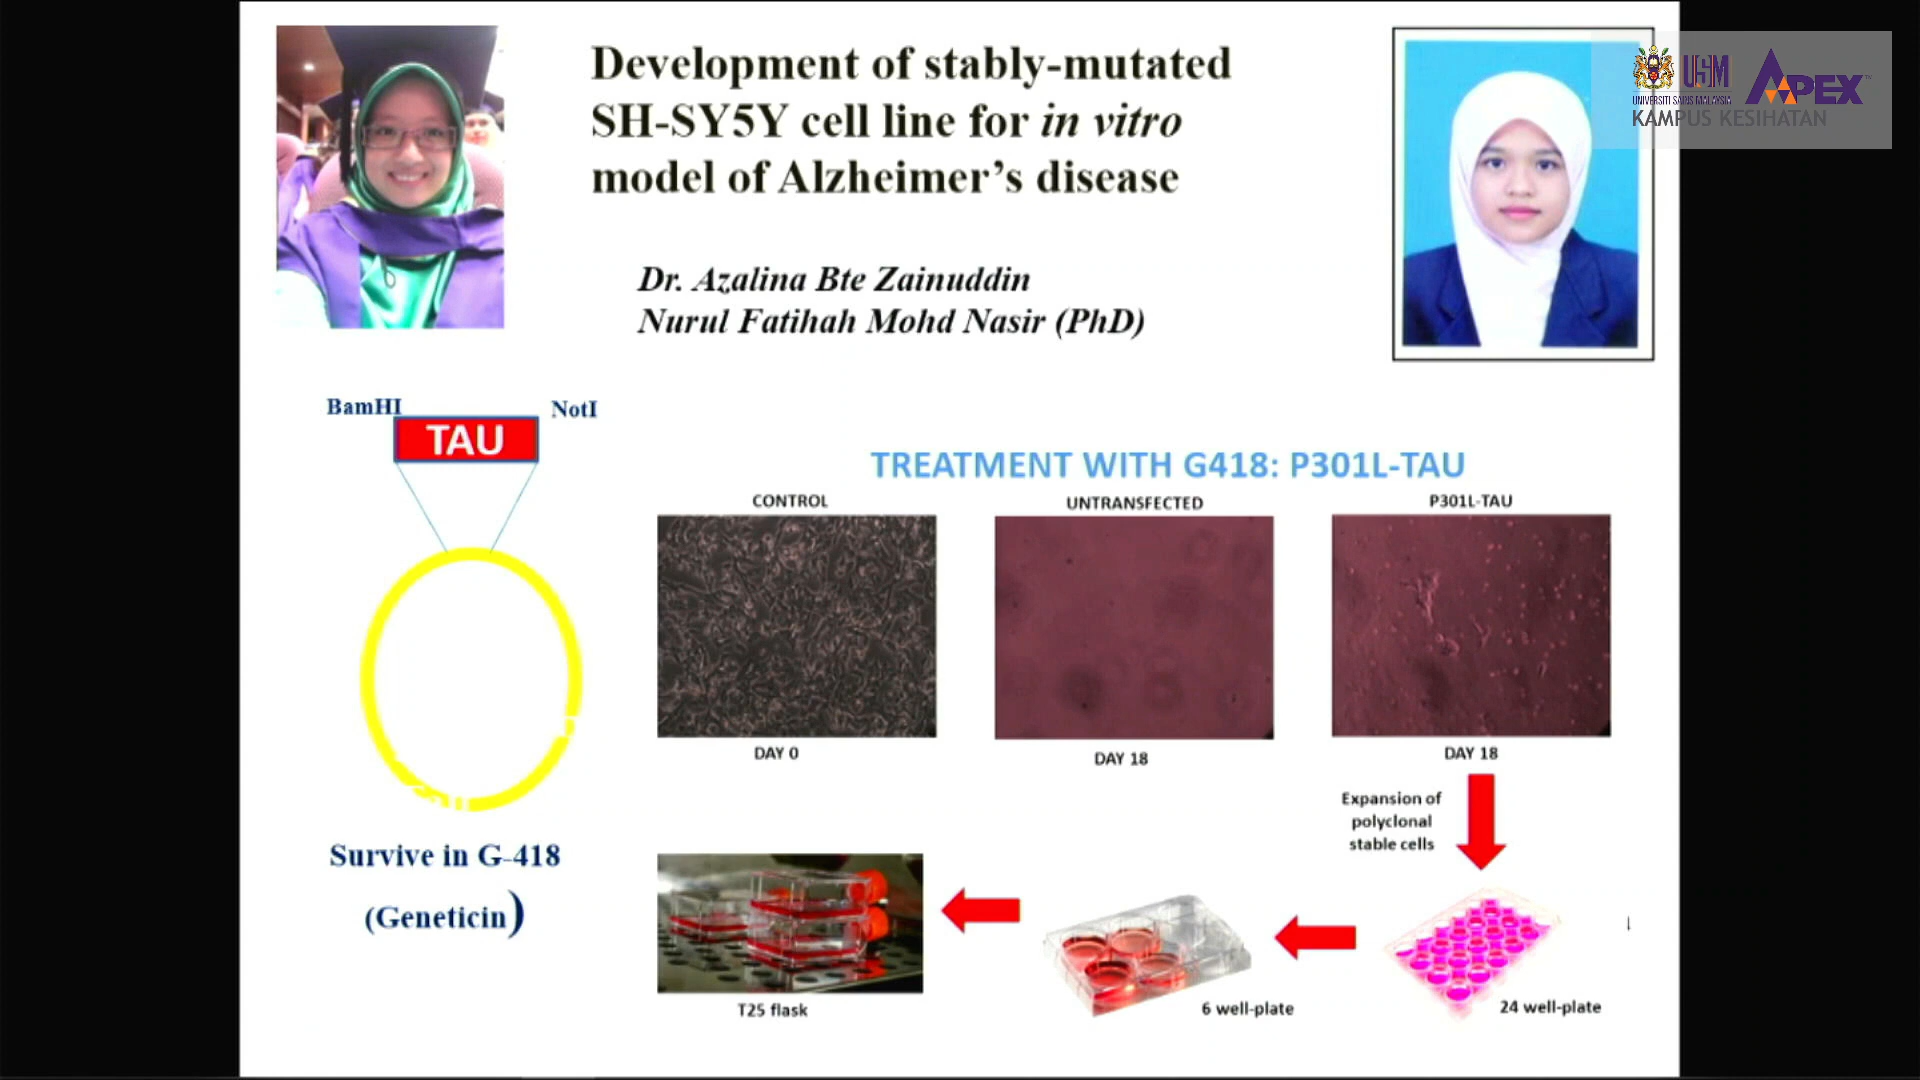 Development of stably-mutated
SH-SY5Y cell line for in vitro
model of Alzheimer’s disease
USM APEX™
UNIVERSITI SAINS MALAYSIA
KAMPUS KESIHATAN
Dr. Azalina Bte Zainuddin
Nurul Fatihah Mohd Nasir (PhD)
BamHI
NotI
TAU
Survive in G-418
(Geneticin)
TREATMENT WITH G418: P301L-TAU
CONTROL
UNTRANSFECTED
P301L-TAU
DAY 0
DAY 18
DAY 18
Expansion of
polyclonal
stable cells
T25 flask
6 well-plate
24 well-plate